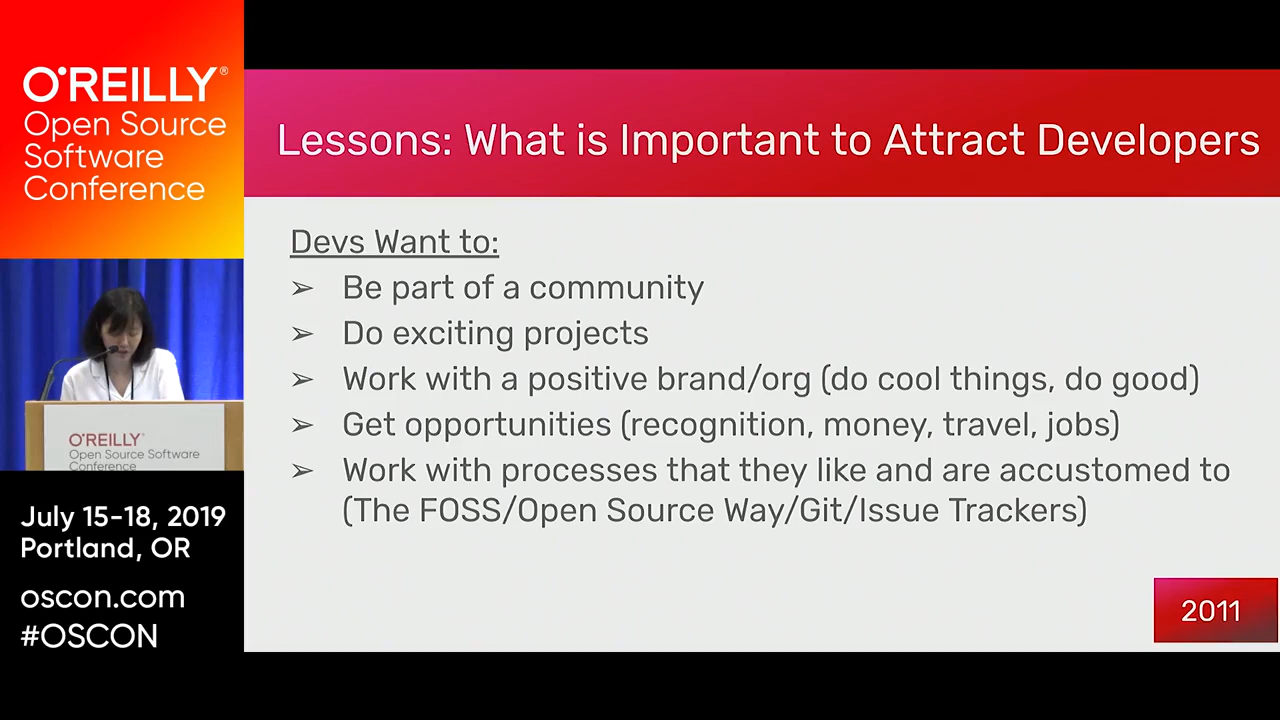 O'REILLY®
Open Source
Software
Conference
Lessons: What is Important to Attract Developers
Devs Want to:
➢ Be part of a community
➢ Do exciting projects
➢ Work with a positive brand/org (do cool things, do good)
➢ Get opportunities (recognition, money, travel, jobs)
➢ Work with processes that they like and are accustomed to
(The FOSS/Open Source Way/Git/Issue Trackers)
2011
O'REILLY®
Open Source Software
Conference
July 15-18, 2019
Portland, OR
oscon.com
#OSCON